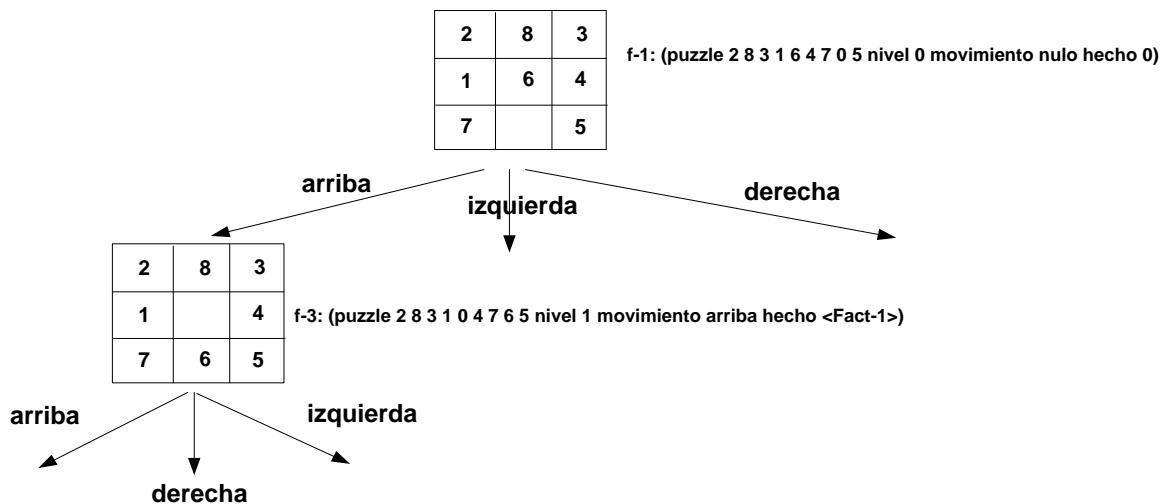 2 8 3
f-1: (puzzle 2 8 3 1 6 4 7 0 5 nivel 0 movimiento nulo hecho 0)
1 6 4
7 5
arriba
izquierda
derecha
2 8 3
1 4
f-3: (puzzle 2 8 3 1 0 4 7 6 5 nivel 1 movimiento arriba hecho <Fact-1>)
7 6 5
arriba
izquierda
derecha